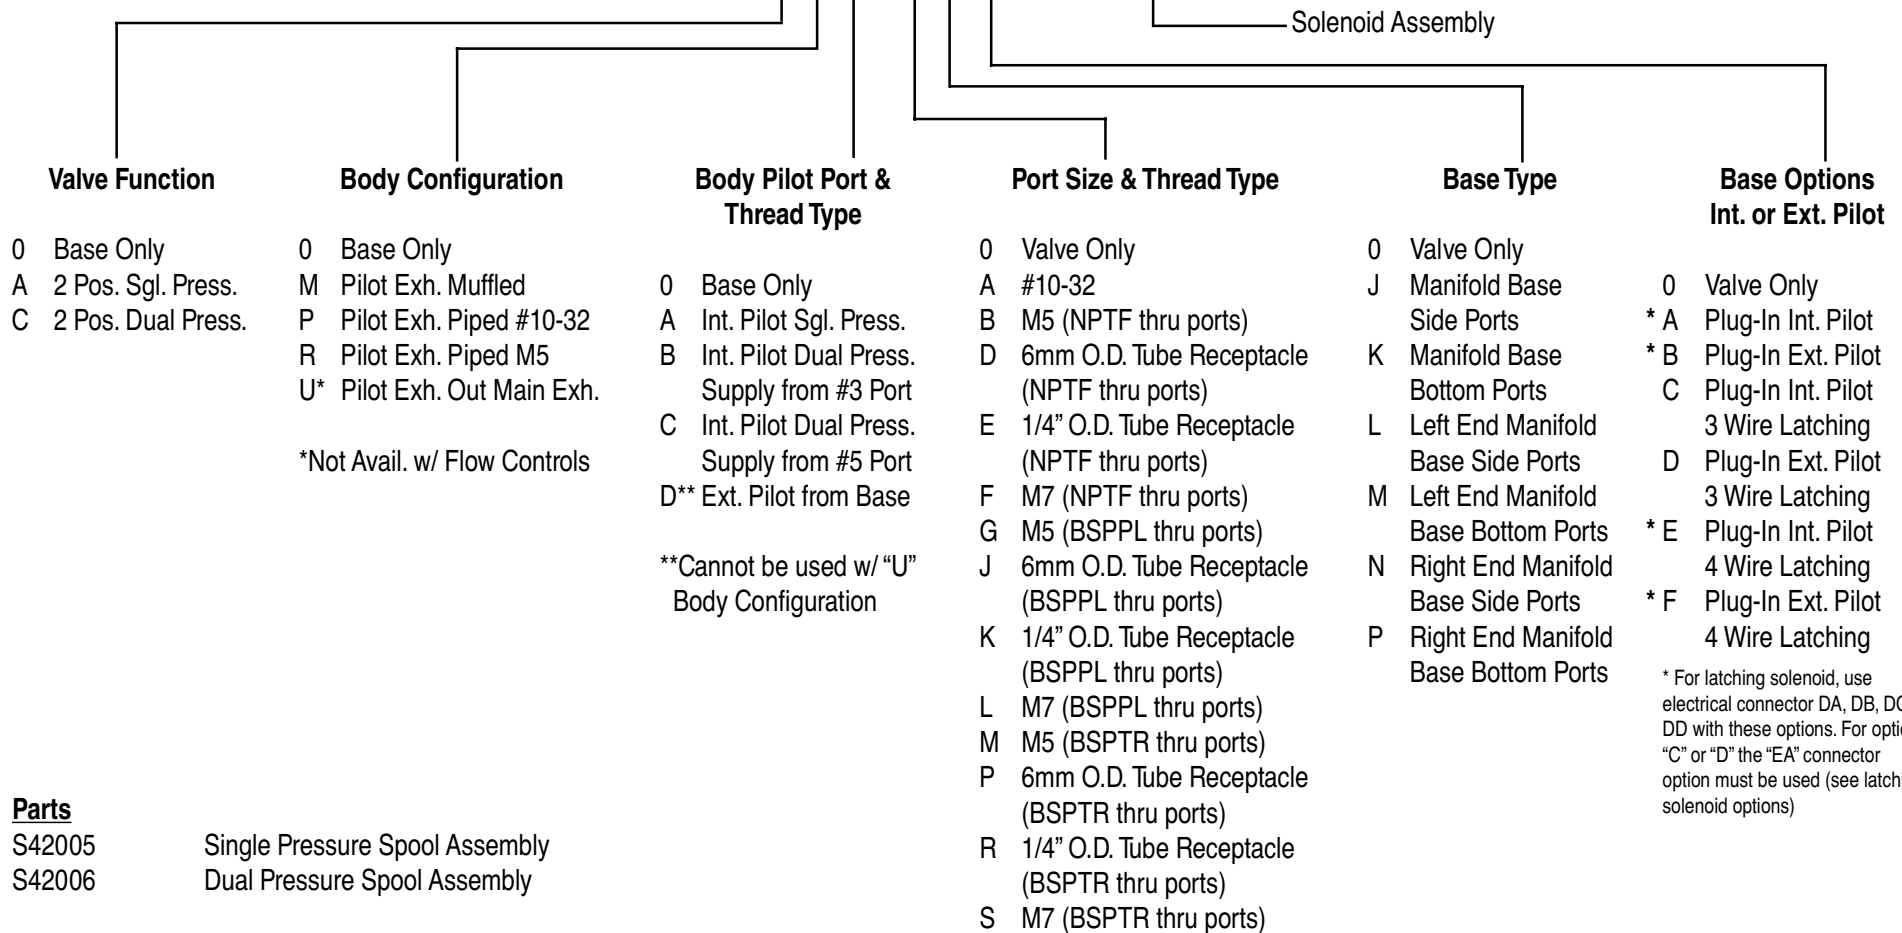 Solenoid Assembly
Valve Function
0 Base Only
A 2 Pos. Sgl. Press.
C 2 Pos. Dual Press.
Body Configuration
0 Base Only
M Pilot Exh. Muffled
P Pilot Exh. Piped #10-32
R Pilot Exh. Piped M5
U* Pilot Exh. Out Main Exh.
*Not Avail. w/ Flow Controls
Body Pilot Port &
Thread Type
0 Base Only
A Int. Pilot Sgl. Press.
B Int. Pilot Dual Press.
Supply from #3 Port
C Int. Pilot Dual Press.
Supply from #5 Port
D** Ext. Pilot from Base
**Cannot be used w/ “U”
Body Configuration
Port Size & Thread Type
0 Valve Only
A #10-32
B M5 (NPTF thru ports)
D 6mm O.D. Tube Receptacle
(NPTF thru ports)
E 1/4” O.D. Tube Receptacle
(NPTF thru ports)
F M7 (NPTF thru ports)
G M5 (BSPPL thru ports)
J 6mm O.D. Tube Receptacle
(BSPPL thru ports)
K 1/4” O.D. Tube Receptacle
(BSPPL thru ports)
L M7 (BSPPL thru ports)
M M5 (BSPTR thru ports)
P 6mm O.D. Tube Receptacle
(BSPTR thru ports)
R 1/4” O.D. Tube Receptacle
(BSPTR thru ports)
S M7 (BSPTR thru ports)
Base Type
0 Valve Only
J Manifold Base
Side Ports
K Manifold Base
Bottom Ports
L Left End Manifold
Base Side Ports
M Left End Manifold
Base Bottom Ports
N Right End Manifold
Base Side Ports
P Right End Manifold
Base Bottom Ports
Base Options
Int. or Ext. Pilot
0 Valve Only
* A Plug-In Int. Pilot
* B Plug-In Ext. Pilot
C Plug-In Int. Pilot
3 Wire Latching
D Plug-In Ext. Pilot
3 Wire Latching
* E Plug-In Int. Pilot
4 Wire Latching
* F Plug-In Ext. Pilot
4 Wire Latching
* For latching solenoid, use
electrical connector DA, DB,
DD with these options. For
“C” or “D” the “EA” connector
option must be used (see
solenoid options)
Parts
S42005 Single Pressure Spool Assembly
S42006 Dual Pressure Spool Assembly